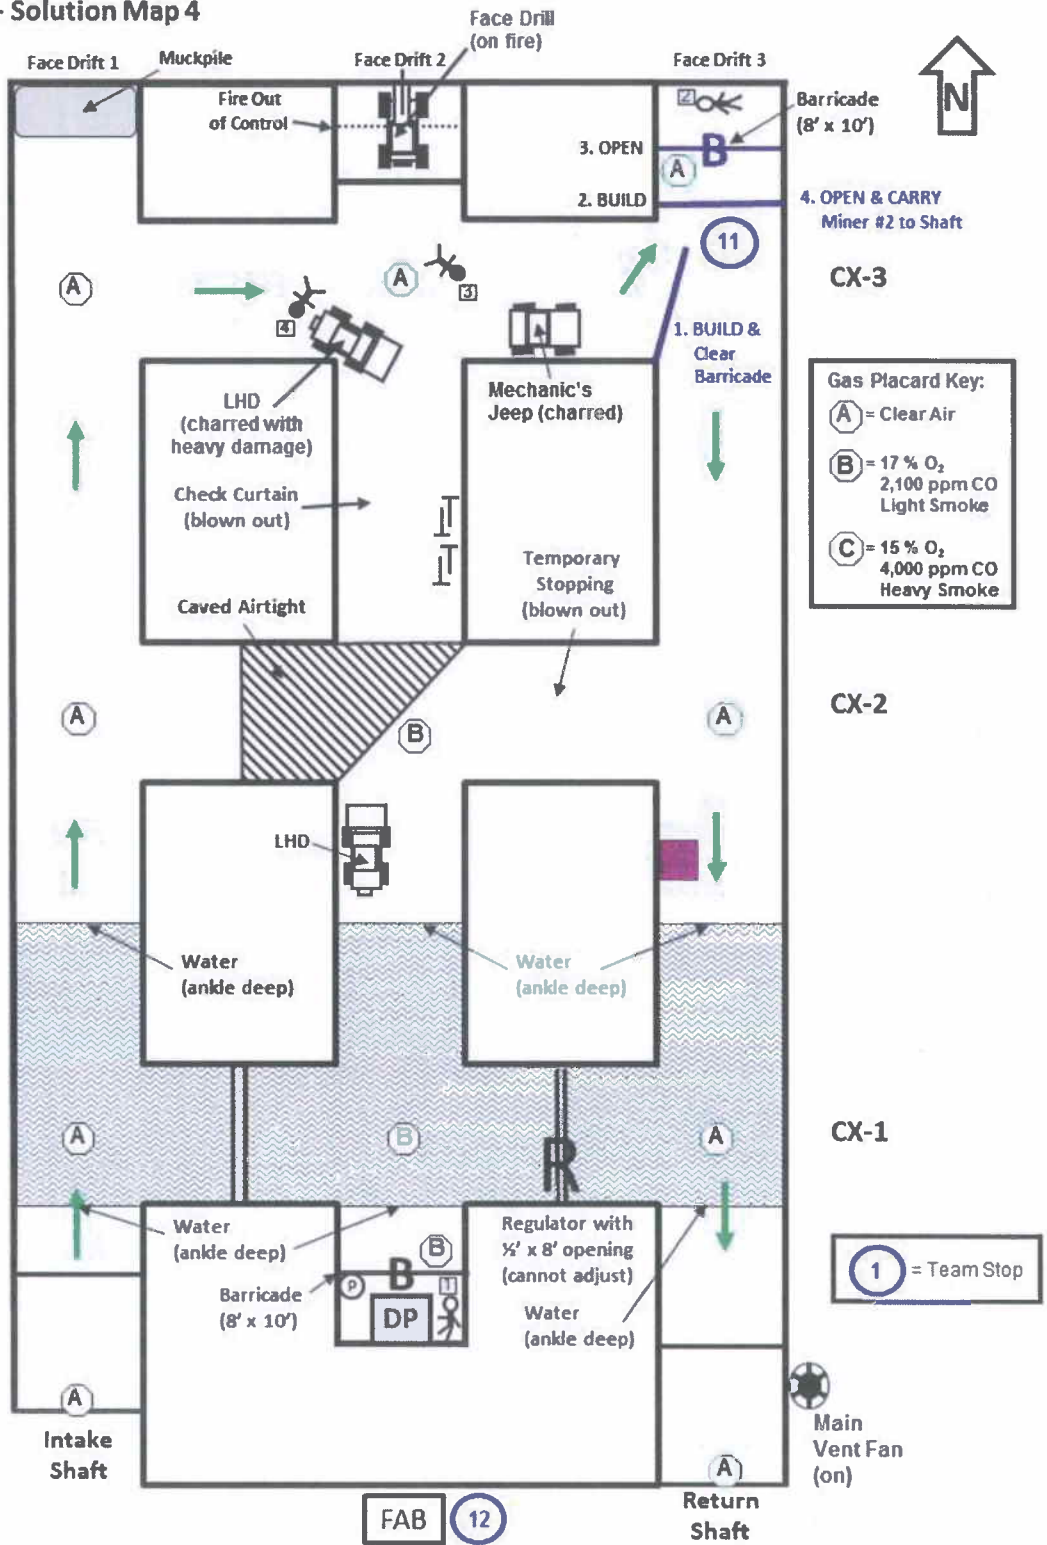 - Solution Map 4
Face Drill
(on fire)
Face Drift 1
Muckpile
Face Drift 2
Face Drift 3
N
Fire Out
of Control
2
Barricade
(8' x 10')
3. OPEN
B
A
2. BUILD
4. OPEN & CARRY
Miner #2 to Shaft
11
A
A
3
CX-3
4
1. BUILD &
Clear
Barricade
LHD
(charred with
heavy damage)
Mechanic's
Jeep (charred)
Gas Placard Key:
A = Clear Air
B = 17 % O₂
2,100 ppm CO
Light Smoke
C = 15 % O₂
4,000 ppm CO
Heavy Smoke
Check Curtain
(blown out)
Temporary
Stopping
(blown out)
Caved Airtight
A
B
A
CX-2
LHD
Water
(ankle deep)
Water
(ankle deep)
A
B
A
CX-1
R
Water
(ankle deep)
B
Regulator with
½' x 8' opening
(cannot adjust)
1 = Team Stop
Barricade
(8' x 10')
P
B
1
DP
Water
(ankle deep)
A
Intake
Shaft
Main
Vent Fan
(on)
A
Return
Shaft
FAB
12